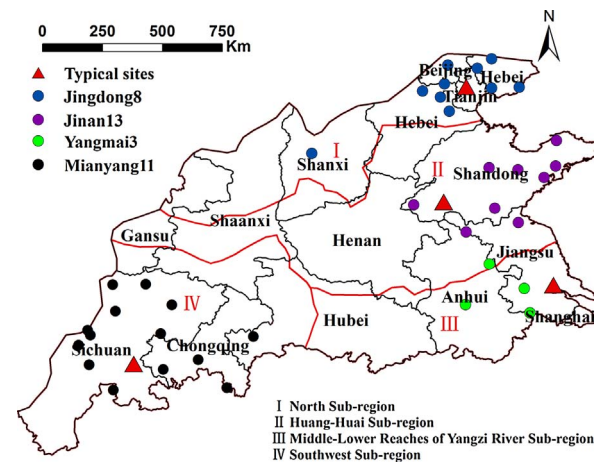 0 250 500 750
Km
N
Typical sites
Jingdong8
Jinan13
Yangmai3
Mianyang11
Beijing
Hebei
Tianjin
Hebei
I
Shanxi
II
Shandong
Shaanxi
Gansu
Henan
Jiangsu
IV
Anhui
Hubei
III
Shanghai
Sichuan
Chongqing
I North Sub-region
II Huang-Huai Sub-region
III Middle-Lower Reaches of Yangzi River Sub-region
IV Southwest Sub-region